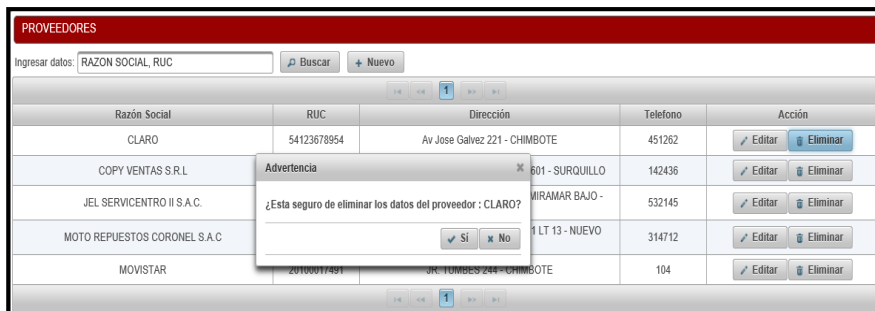 PROVEEDORES
Ingresar datos: RAZON SOCIAL, RUC Buscar + Nuevo
1
Razón Social RUC Dirección Telefono Acción
CLARO 54123678954 Av Jose Galvez 221 - CHIMBOTE 451262 Editar Eliminar
COPY VENTAS S.R.L 601 - SURQUILLO 142436 Editar Eliminar
JEL SERVICENTRO II S.A.C. MIRAMAR BAJO - 532145 Editar Eliminar
MOTO REPUESTOS CORONEL S.A.C 1 LT 13 - NUEVO 314712 Editar Eliminar
MOVISTAR 20100017491 JR. TUMBES 244 - CHIMBOTE 104 Editar Eliminar
1
Advertencia
¿Esta seguro de eliminar los datos del proveedor : CLARO?
Sí No